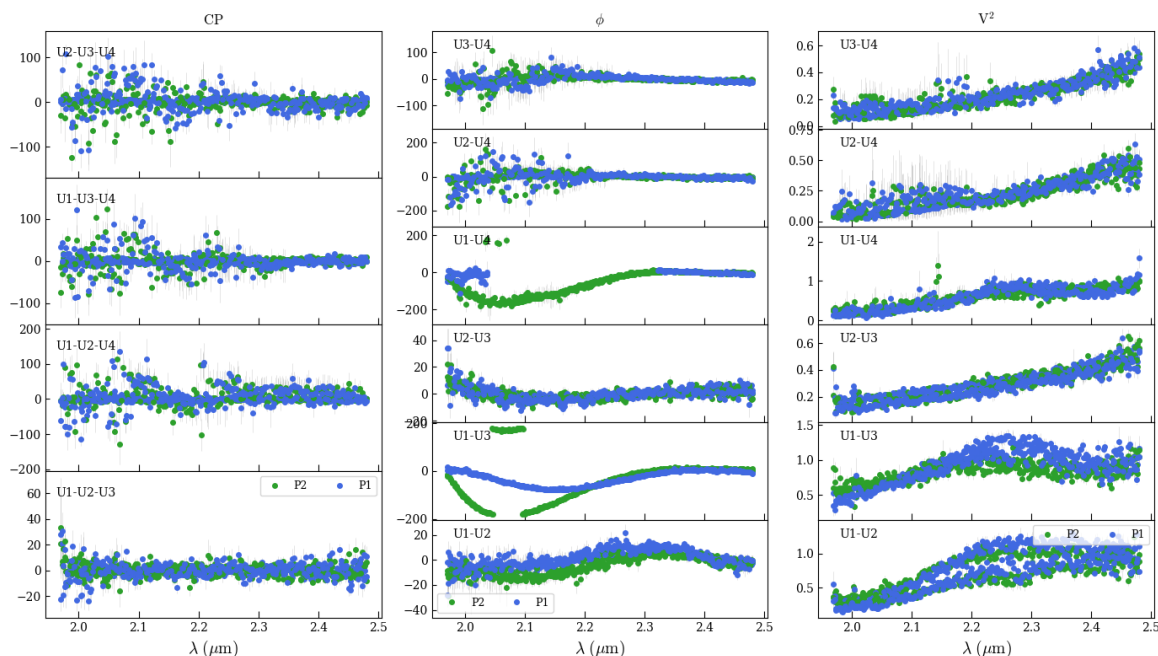 CP
U2-U3-U4
100
0
−100
U1-U3-U4
100
0
−100
U1-U2-U4
200
100
0
−100
−200
U1-U2-U3
P2
P1
60
40
20
0
−20
2.0
2.1
2.2
2.3
2.4
2.5
λ (μm)
ϕ
U3-U4
100
0
−100
U2-U4
200
0
−200
U1-U4
200
0
−200
U2-U3
40
20
0
−20
U1-U3
200
0
−200
U1-U2
20
0
−20
−40
P2
P1
2.0
2.1
2.2
2.3
2.4
2.5
λ (μm)
V²
U3-U4
0.6
0.4
0.2
0.0
U2-U4
0.75
0.50
0.25
0.00
U1-U4
2
1
0
U2-U3
0.6
0.4
0.2
U1-U3
1.5
1.0
0.5
U1-U2
P2
P1
1.0
0.5
2.0
2.1
2.2
2.3
2.4
2.5
λ (μm)